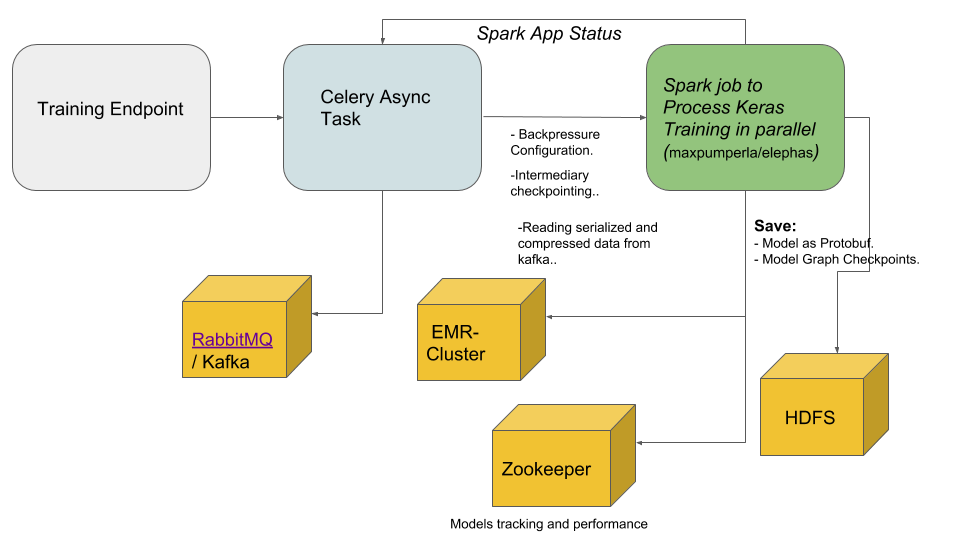 Spark App Status
Training Endpoint
Celery Async
Task
Spark job to
Process Keras
Training in parallel
(maxpumperla/elephas)
- Backpressure
Configuration.
-Intermediary
checkpointing..
-Reading serialized and
compressed data from
kafka..
Save:
- Model as Protobuf.
- Model Graph Checkpoints.
RabbitMQ
/ Kafka
EMR-
Cluster
HDFS
Zookeeper
Models tracking and performance